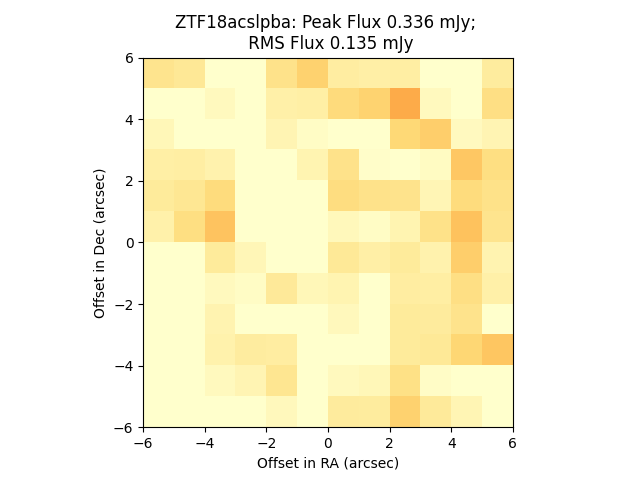 ZTF18acslpba: Peak Flux 0.336 mJy;
RMS Flux 0.135 mJy
6
4
2
0
−2
−4
−6
Offset in Dec (arcsec)
−6 −4 −2 0 2 4 6
Offset in RA (arcsec)